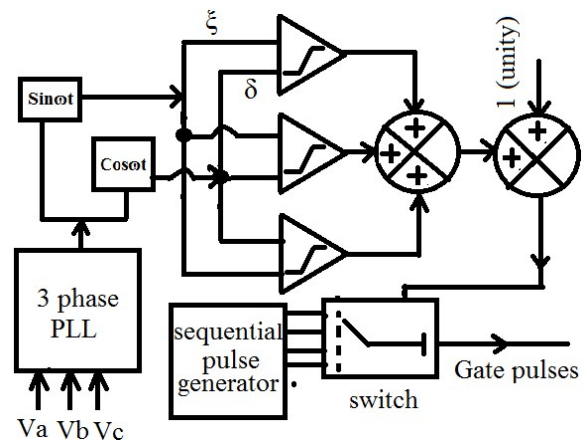 ξ
δ
Sinωt
Cosωt
1 (unity)
+
+
+
+
+
+
3 phase
PLL
Va Vb Vc
sequential
pulse
generator
switch
Gate pulses